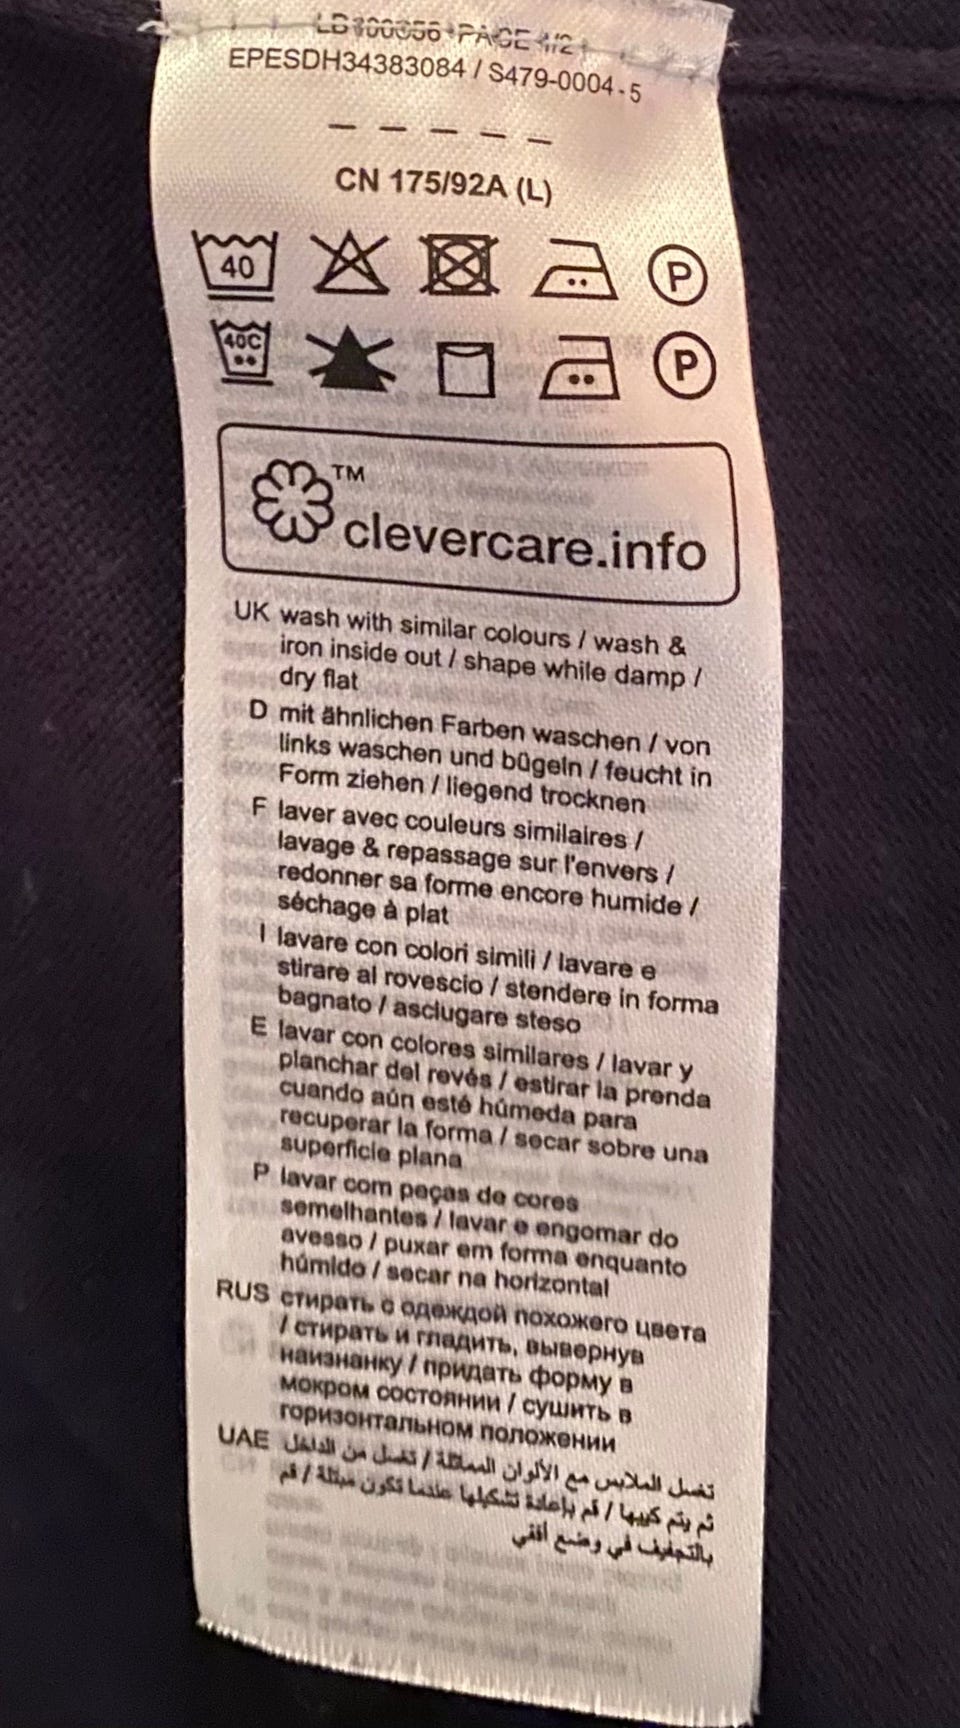 LB100356 PAGE 1/2
EPESDH34383084 / S479-0004-5
– – – – –
CN 175/92A (L)
40 P
40C P
™
clevercare.info
UK wash with similar colours / wash &
iron inside out / shape while damp /
dry flat
D mit ähnlichen Farben waschen / von
links waschen und bügeln / feucht in
Form ziehen / liegend trocknen
F laver avec couleurs similaires /
lavage & repassage sur l'envers /
redonner sa forme encore humide /
séchage à plat
I lavare con colori simili / lavare e
stirare al rovescio / stendere in forma
bagnato / asciugare steso
E lavar con colores similares / lavar y
planchar del revés / estirar la prenda
cuando aún esté húmeda para
recuperar la forma / secar sobre una
superficie plana
P lavar com peças de cores
semelhantes / lavar e engomar do
avesso / puxar em forma enquanto
húmido / secar na horizontal
RUS стирать с одеждой похожего цвета
/ стирать и гладить, вывернув
наизнанку / придать форму в
мокром состоянии / сушить в
горизонтальном положении
UAE تغسل الملابس مع الألوان المماثلة / تغسل من الداخل
ثم يتم كييها / قم بإعادة تشكيلها عندما تكون مبتلة / قم
بالتجفيف في وضع أفقي